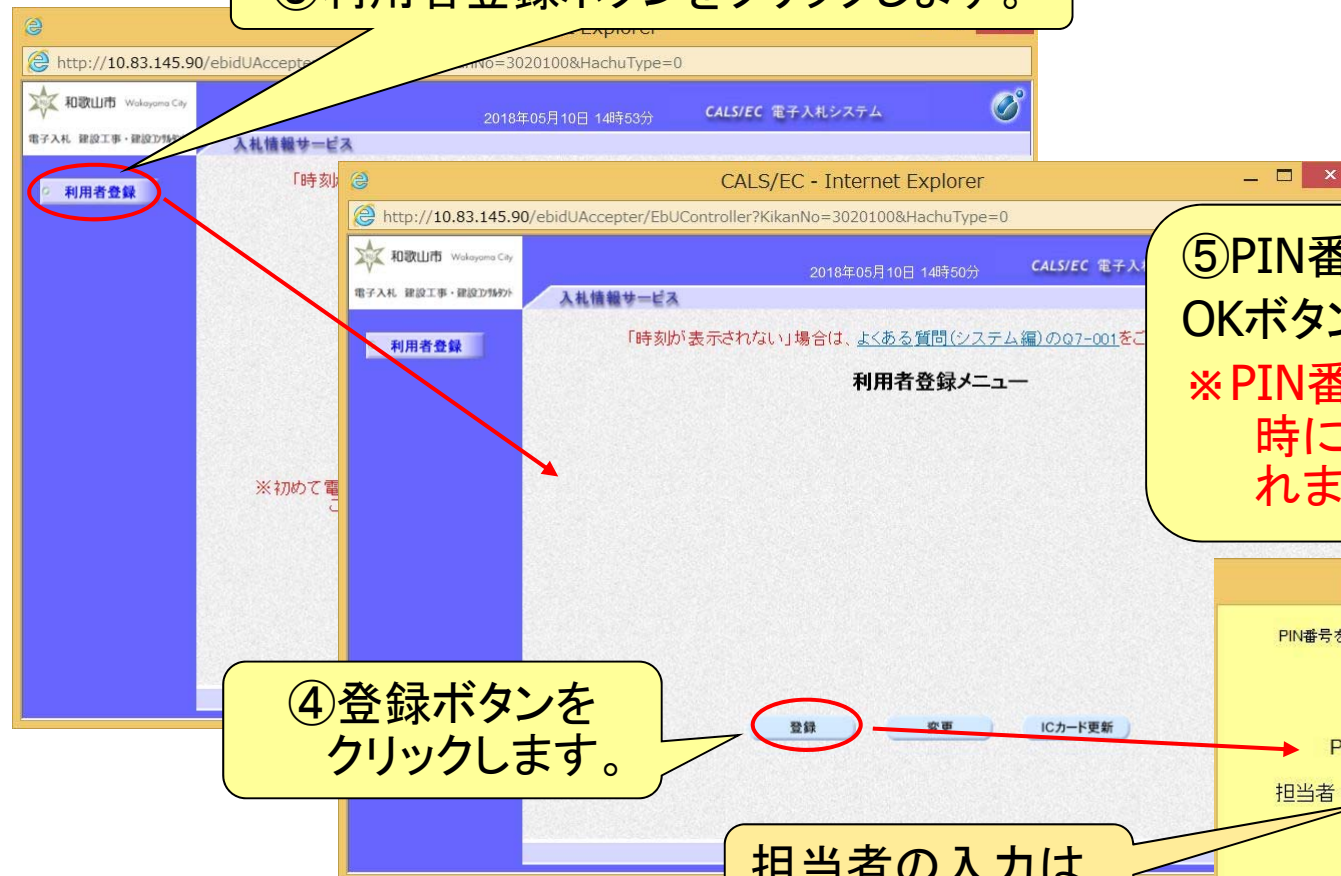 ③利用者登録ボタンをクリックします。
Explorer
http://10.83.145.90/ebidUAccepter
No=3020100&HachuType=0
和歌山市 Wakayama City
2018年05月10日 14時53分
CALS/EC 電子入札システム
電子入札 建設工事・建設コンサル
入札情報サービス
利用者登録
「時刻
※初めて電
CALS/EC - Internet Explorer
http://10.83.145.90/ebidUAccepter/EbUController?KikanNo=3020100&HachuType=0
和歌山市 Wakayama City
2018年05月10日 14時50分
CALS/EC 電子入
電子入札 建設工事・建設コンサルタント
入札情報サービス
利用者登録
「時刻が表示されない」場合は、よくある質問(システム編)のQ7-001をご
利用者登録メニュー
登録
変更
ICカード更新
④登録ボタンを
クリックします。
⑤PIN番
OKボタン
※PIN番
時に
れま
PIN番号を
P
担当者
担当者の入力は